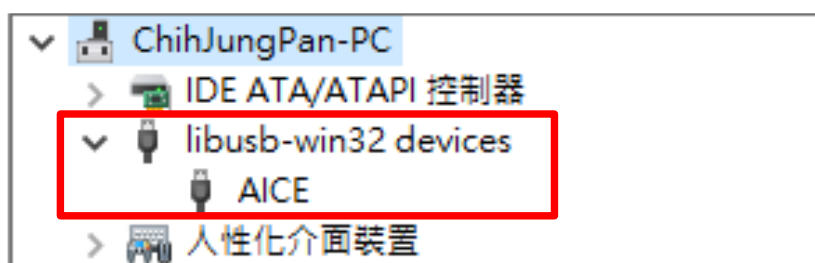 ChihJungPan-PC
IDE ATA/ATAPI 控制器
libusb-win32 devices
AICE
人性化介面裝置